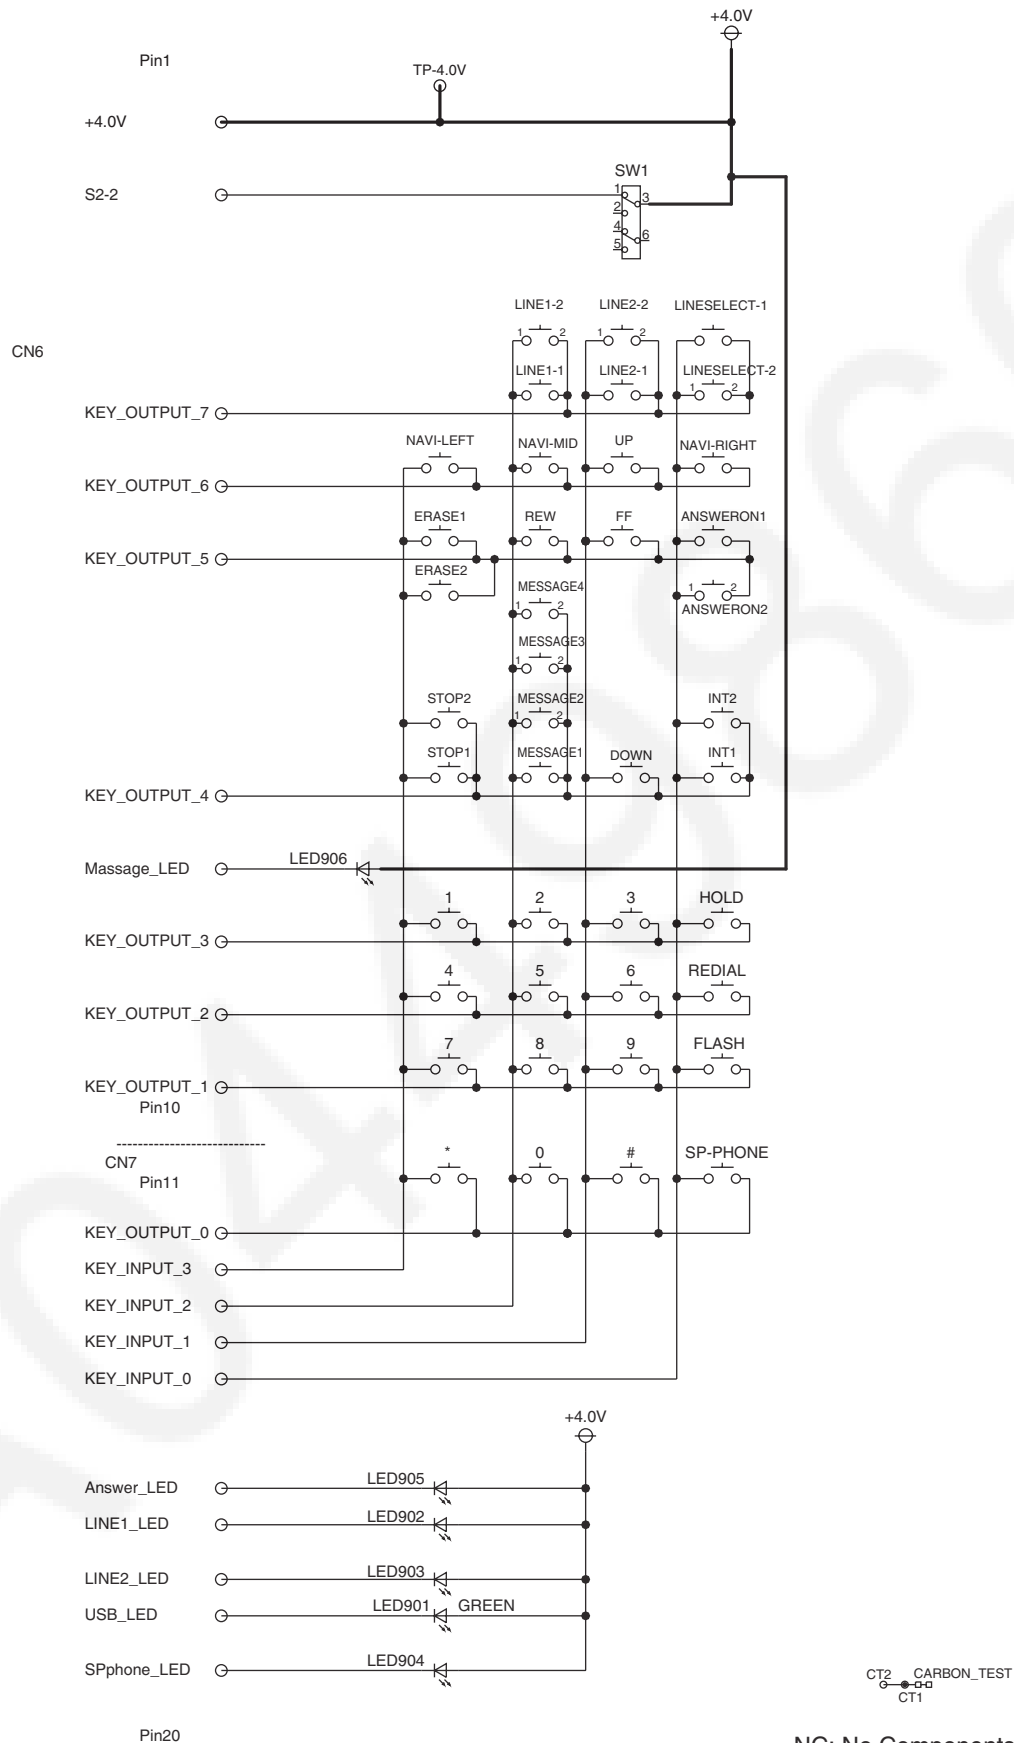 +4.0V
Pin1
TP-4.0V
+4.0V
SW1
S2-2
1
3
2
4
6
5
LINE1-2 LINE2-2 LINESELECT-1
1 2 1 2
CN6
LINE1-1 LINE2-1 LINESELECT-2
1 2
KEY_OUTPUT_7
NAVI-LEFT NAVI-MID UP NAVI-RIGHT
KEY_OUTPUT_6
ERASE1 REW FF ANSWERON1
KEY_OUTPUT_5
ERASE2
MESSAGE4
1 2
1 2
ANSWERON2
MESSAGE3
1 2
STOP2 MESSAGE2 INT2
1 2
STOP1 MESSAGE1 DOWN INT1
KEY_OUTPUT_4
Massage_LED LED906
1 2 3 HOLD
KEY_OUTPUT_3
4 5 6 REDIAL
KEY_OUTPUT_2
7 8 9 FLASH
KEY_OUTPUT_1
Pin10
CN7
* 0 # SP-PHONE
Pin11
KEY_OUTPUT_0
KEY_INPUT_3
KEY_INPUT_2
KEY_INPUT_1
KEY_INPUT_0
+4.0V
Answer_LED LED905
LINE1_LED LED902
LINE2_LED LED903
USB_LED LED901 GREEN
SPphone_LED LED904
CT2 CARBON_TEST
CT1
Pin20